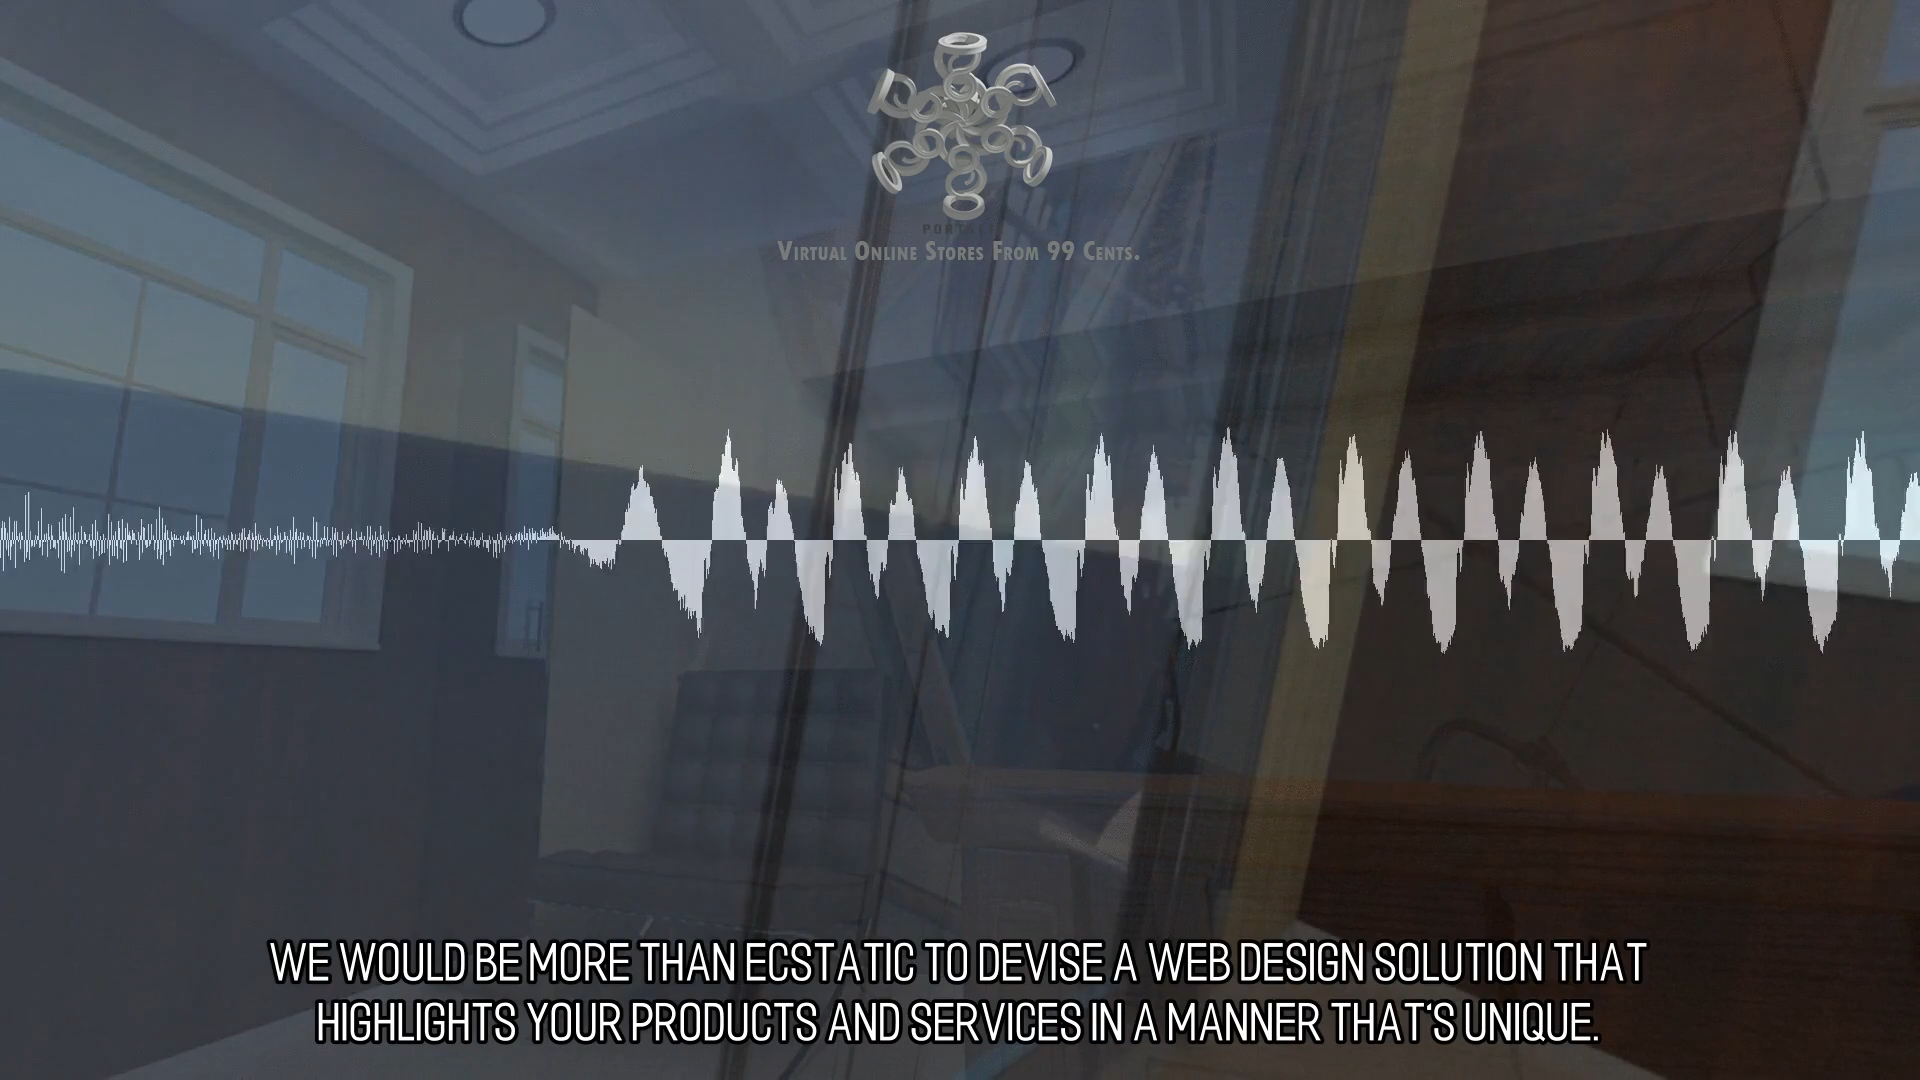 Virtual Online Stores From 99 Cents.
WE WOULD BE MORE THAN ECSTATIC TO DEVISE A WEB DESIGN SOLUTION THAT
HIGHLIGHTS YOUR PRODUCTS AND SERVICES IN A MANNER THAT'S UNIQUE.